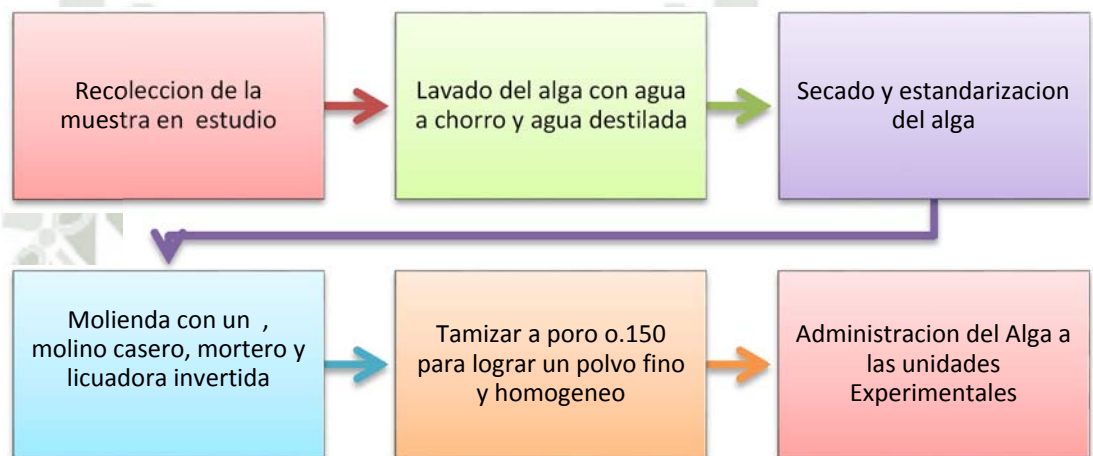 Recoleccion de la
muestra en estudio
Lavado del alga con agua
a chorro y agua destilada
Secado y estandarizacion
del alga
Molienda con un ,
molino casero, mortero y
licuadora invertida
Tamizar a poro o.150
para lograr un polvo fino
y homogeneo
Administracion del Alga a
las unidades
Experimentales